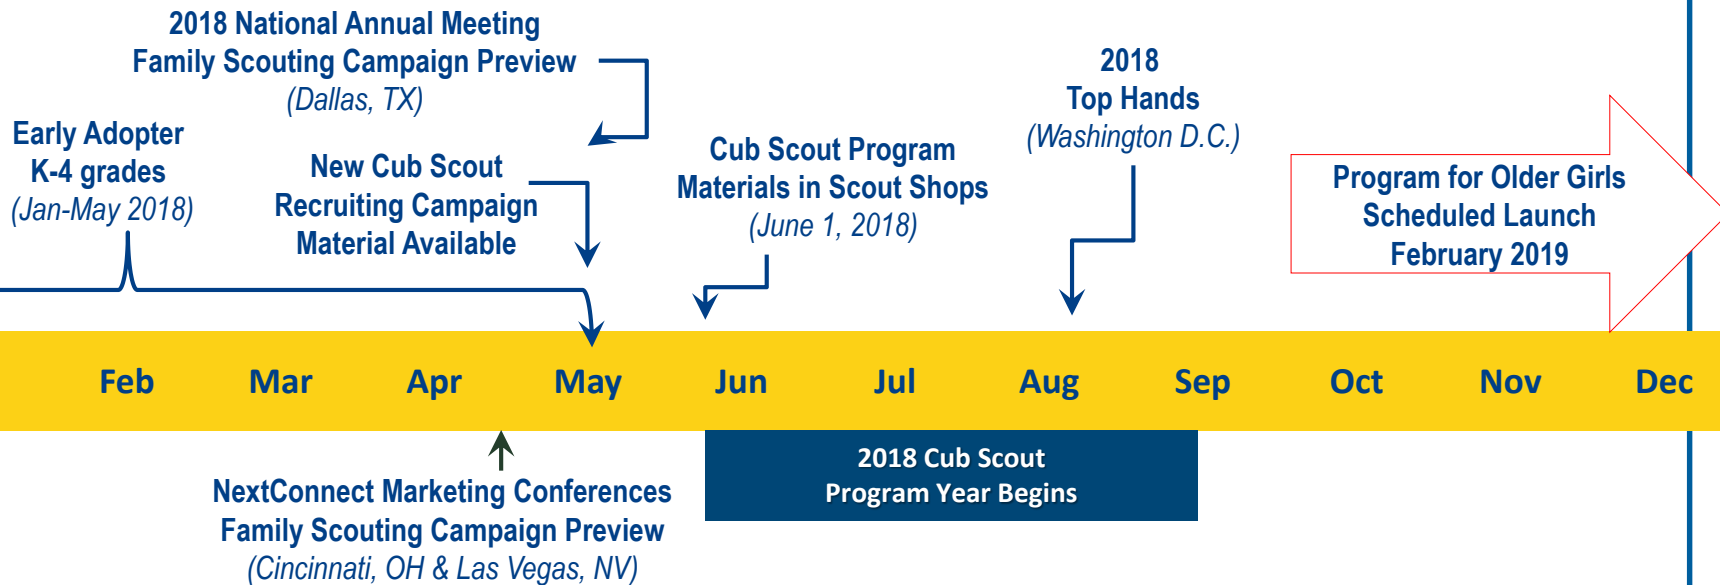 2018 National Annual Meeting
Family Scouting Campaign Preview
(Dallas, TX)
Early Adopter
K-4 grades
(Jan-May 2018)
New Cub Scout
Recruiting Campaign
Material Available
Cub Scout Program
Materials in Scout Shops
(June 1, 2018)
2018
Top Hands
(Washington D.C.)
Program for Older Girls
Scheduled Launch
February 2019
Feb Mar Apr May Jun Jul Aug Sep Oct Nov Dec
NextConnect Marketing Conferences
Family Scouting Campaign Preview
(Cincinnati, OH & Las Vegas, NV)
2018 Cub Scout
Program Year Begins